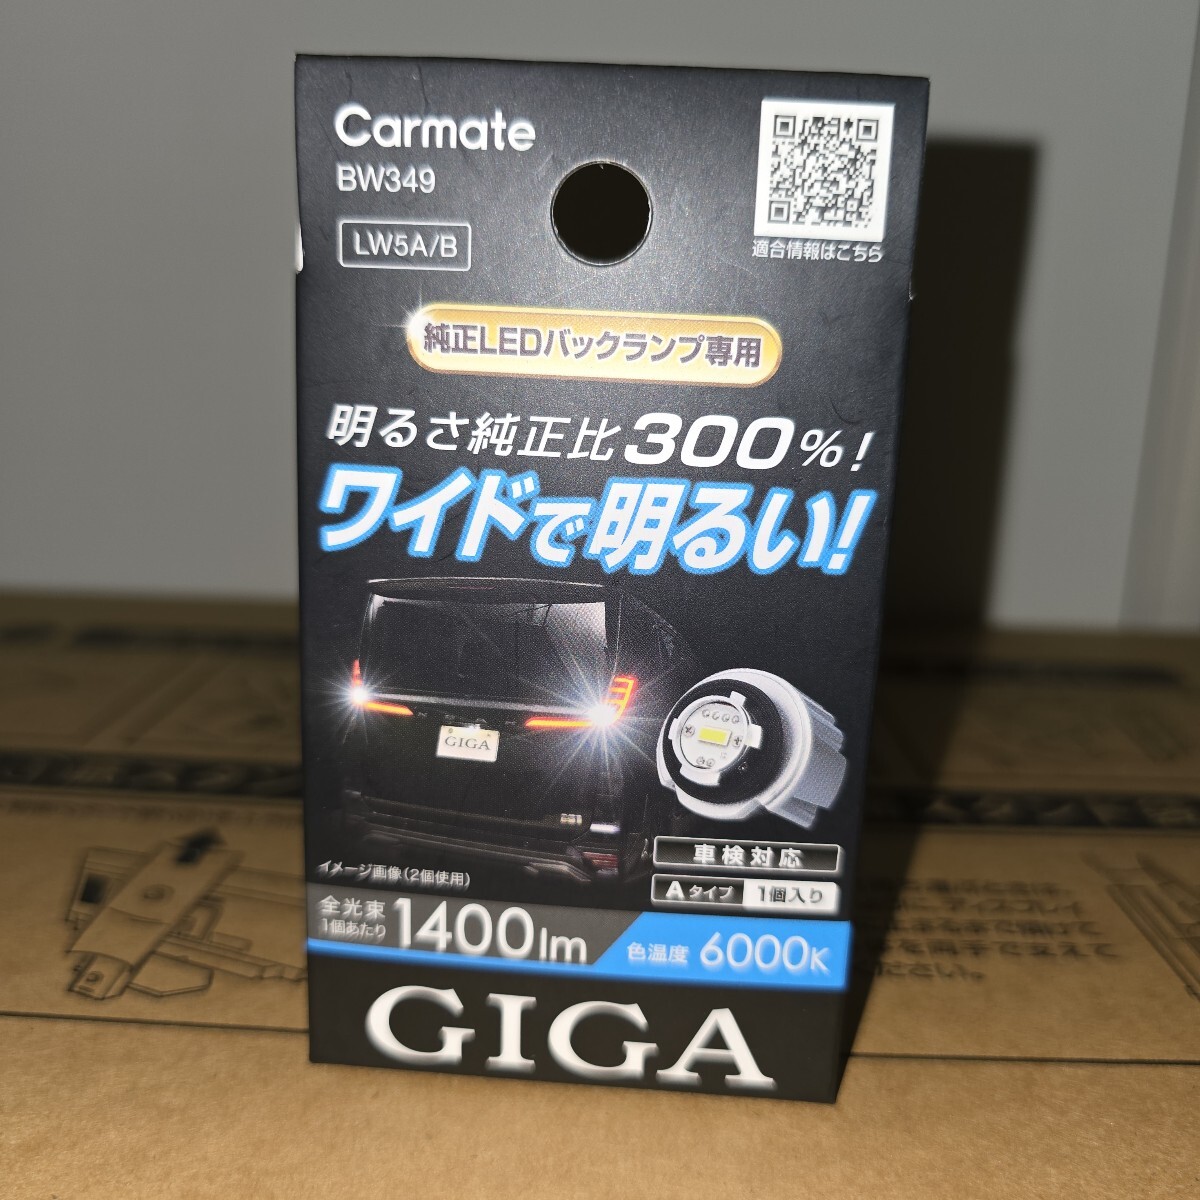 Carmate
BW349
LW5A/B
適合情報はこちら
純正LEDバックランプ専用
明るさ純正比300%!
ワイドで明るい!
GIGA
車検対応
Aタイプ 1個入り
イメージ画像(2個使用)
全光束
1個あたり
1400lm
色温度 6000K
GIGA